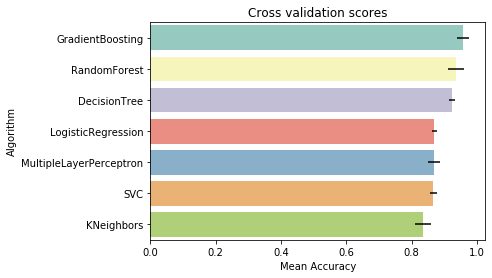 Cross validation scores
GradientBoosting
RandomForest
DecisionTree
LogisticRegression
MultipleLayerPerceptron
SVC
KNeighbors
Algorithm
0.0 0.2 0.4 0.6 0.8 1.0
Mean Accuracy